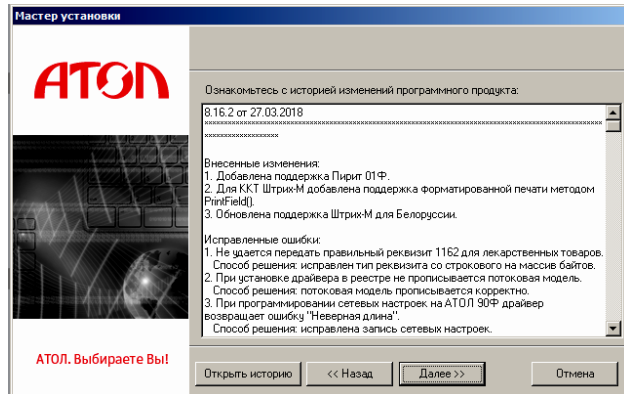 Мастер установки
АТОЛ
Ознакомьтесь с историей изменений программного продукта:
8.16.2 от 27.03.2018
Внесенные изменения:
1. Добавлена поддержка Пирит 01Ф.
2. Для ККТ Штрих-М добавлена поддержка форматированной печати методом
PrintField().
3. Обновлена поддержка Штрих-М для Белоруссии.
Исправленные ошибки:
1. Не удается передать правильный реквизит 1162 для лекарственных товаров.
Способ решения: исправлен тип реквизита со строкового на массив байтов.
2. При установке драйвера в реестре не прописывается потоковая модель.
Способ решения: потоковая модель прописывается корректно.
3. При программировании сетевых настроек на АТОЛ 90Ф драйвер
возвращает ошибку "Неверная длина".
Способ решения: исправлена запись сетевых настроек.
АТОЛ. Выбираете Вы!
Открыть историю
<< Назад
Далее >>
Отмена